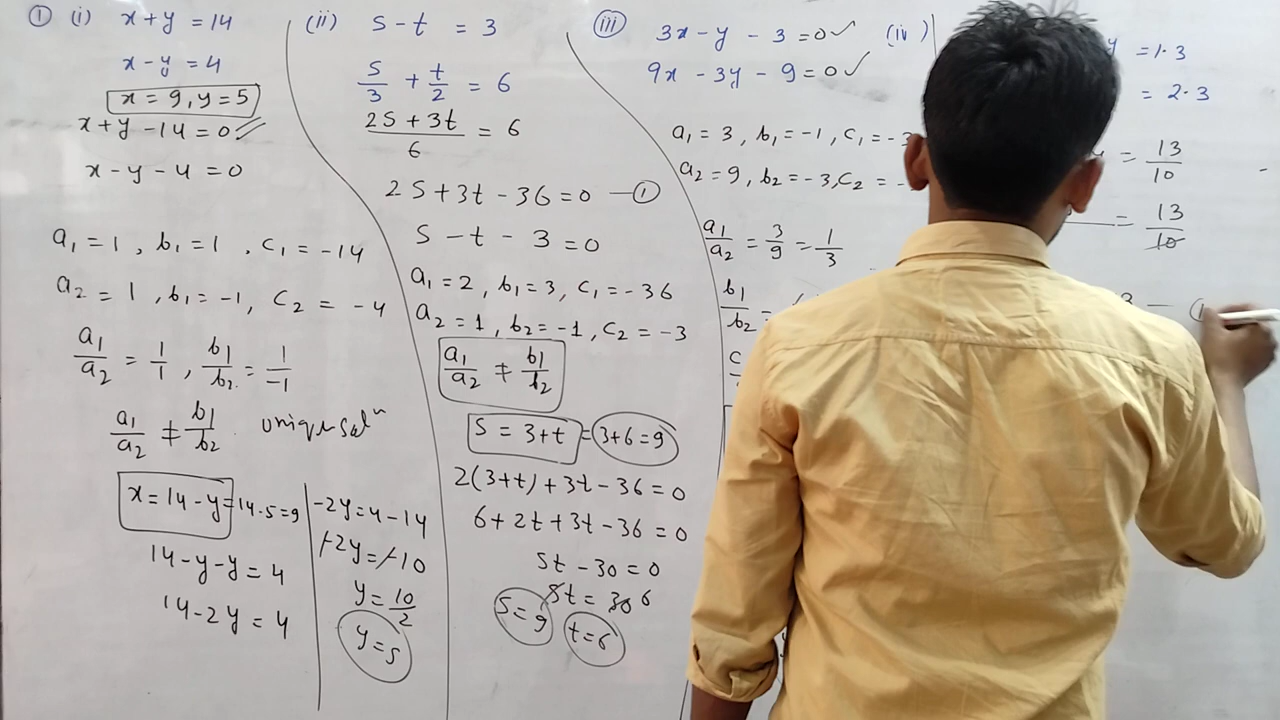 ① (i) x + y = 14
x - y = 4
x = 9, y = 5
x + y - 14 = 0
x - y - 4 = 0
a₁ = 1, b₁ = 1, c₁ = -14
a₂ = 1, b₁ = -1, c₂ = -4
a₁/a₂ = 1/1, b₁/b₂ = 1/-1
a₁/a₂ ≠ b₁/b₂ unique solⁿ
x = 14 - y = 14 - 5 = 9
14 - y - y = 4
14 - 2y = 4
-2y = 4 - 14
-2y = -10
y = 10/2
y = 5
(ii) s - t = 3
s/3 + t/2 = 6
2s + 3t/6 = 6
2s + 3t - 36 = 0 — ①
s - t - 3 = 0
a₁ = 2, b₁ = 3, c₁ = -36
a₂ = 1, b₂ = -1, c₂ = -3
a₁/a₂ ≠ b₁/b₂
s = 3 + t = 3 + 6 = 9
2(3 + t) + 3t - 36 = 0
6 + 2t + 3t - 36 = 0
5t - 30 = 0
5t = 30 6
s = 9 t = 6
(iii) 3x - y - 3 = 0 ✓
9x - 3y - 9 = 0 ✓
a₁ = 3, b₁ = -1, c₁ = -3
a₂ = 9, b₂ = -3, c₂ = -
a₁/a₂ = 3/9 = 1/3
b₁/b₂ =
c
(iv)
y = 1.3
= 2.3
= 13/10
= 13/10
3 —